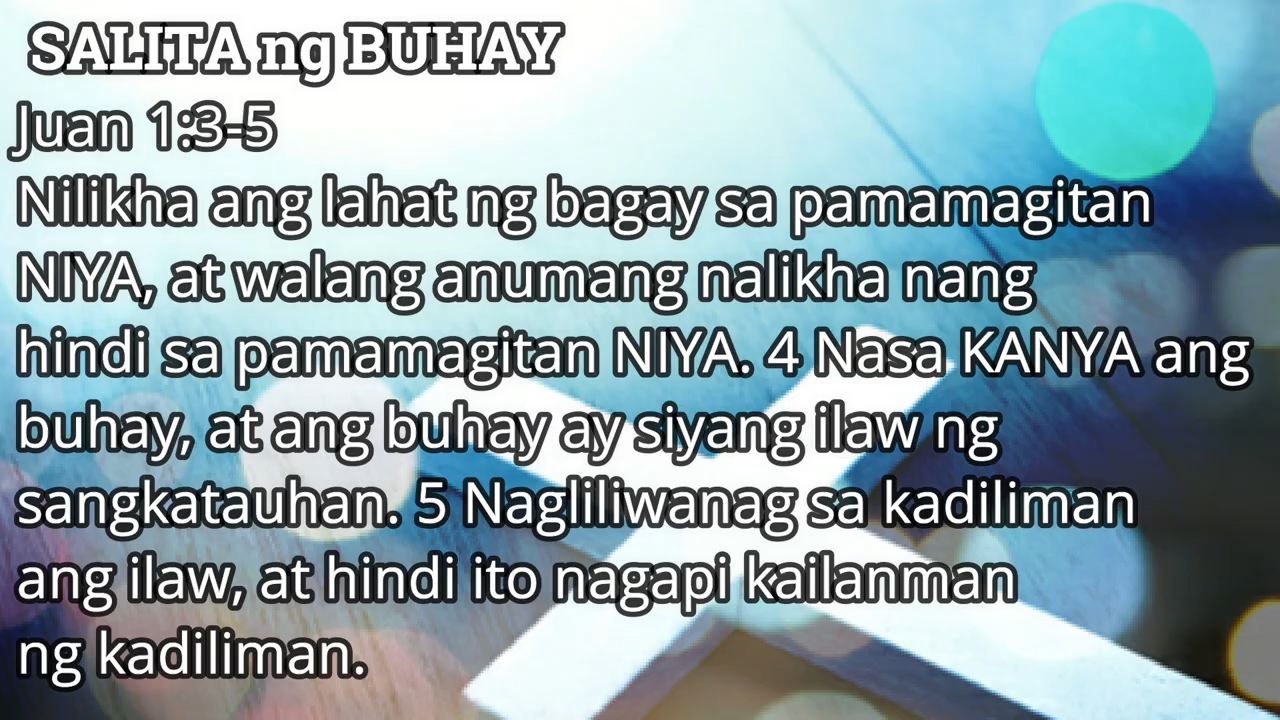 SALITA ng BUHAY
Juan 1:3-5
Nilikha ang lahat ng bagay sa pamamagitan
NIYA, at walang anumang nalikha nang
hindi sa pamamagitan NIYA. 4 Nasa KANYA ang
buhay, at ang buhay ay siyang ilaw ng
sangkatauhan. 5 Nagliliwanag sa kadiliman
ang ilaw, at hindi ito nagapi kailanman
ng kadiliman.